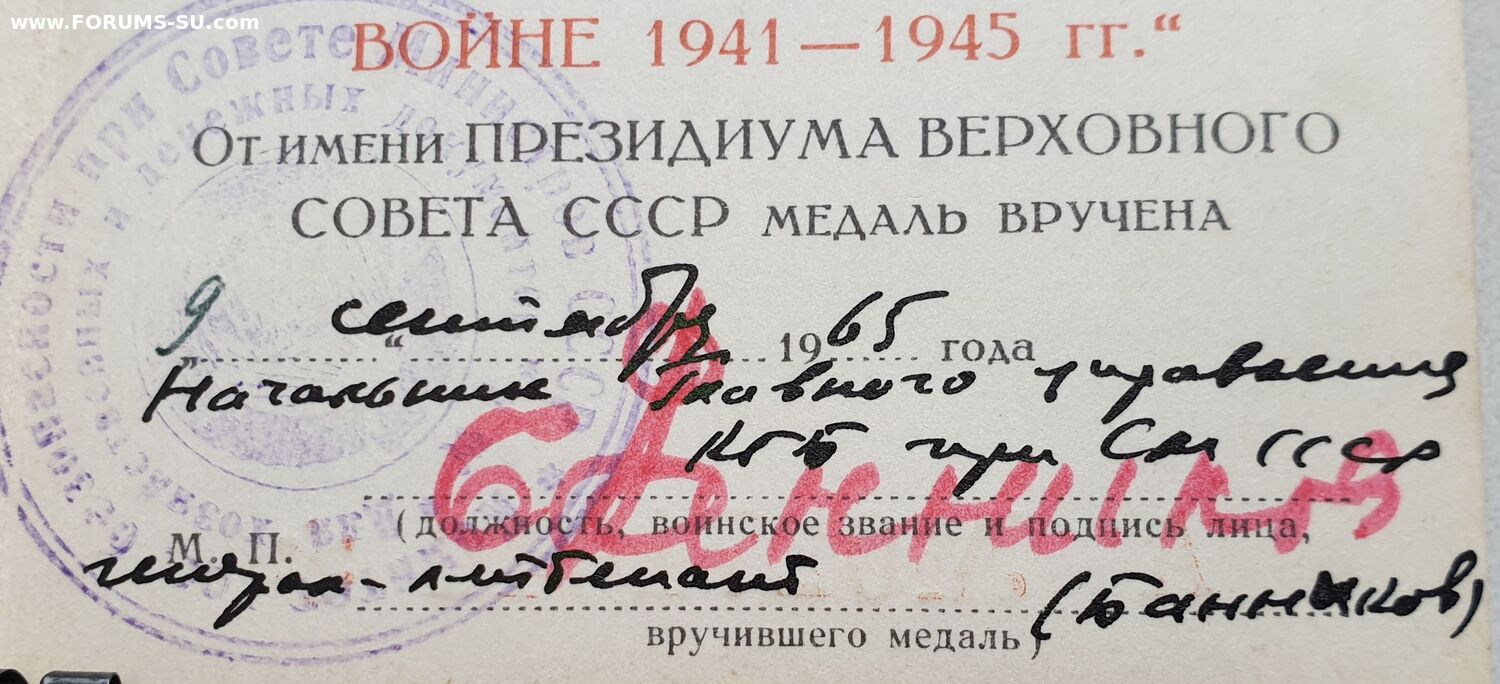 www.FORUMS-SU.com
ВОЙНЕ 1941—1945 гг.“
От имени ПРЕЗИДИУМА ВЕРХОВНОГО
СОВЕТА СССР МЕДАЛЬ ВРУЧЕНА
„9“ сентября 1965 года
Начальник Главного управления
КГБ при СМ СССР
(должность, воинское звание и подпись лица,
М. П.
генерал-лейтенант (Банников)
вручившего медаль)